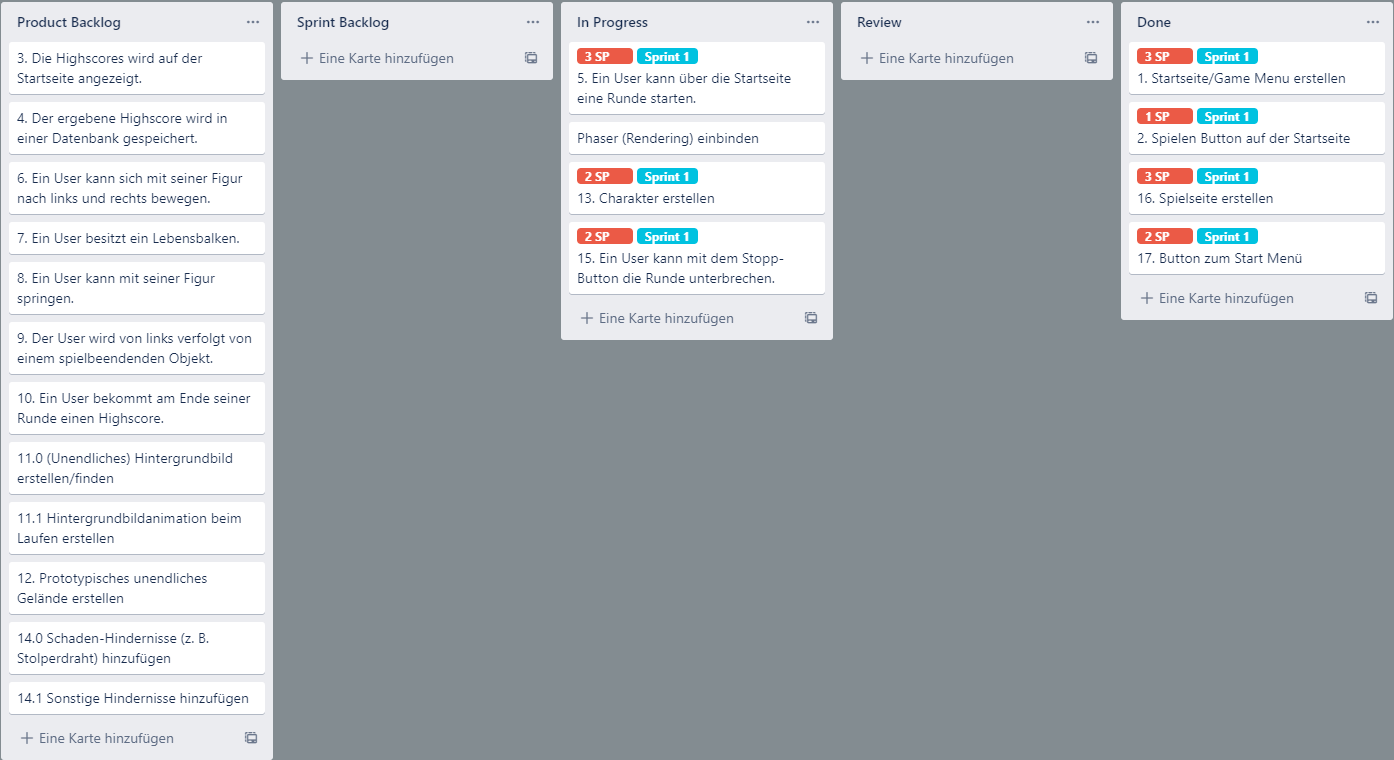 Product Backlog
3. Die Highscores wird auf der
Startseite angezeigt.
4. Der ergebene Highscore wird in
einer Datenbank gespeichert.
6. Ein User kann sich mit seiner Figur
nach links und rechts bewegen.
7. Ein User besitzt ein Lebensbalken.
8. Ein User kann mit seiner Figur
springen.
9. Der User wird von links verfolgt von
einem spielbeendenden Objekt.
10. Ein User bekommt am Ende seiner
Runde einen Highscore.
11.0 (Unendliches) Hintergrundbild
erstellen/finden
11.1 Hintergrundbildanimation beim
Laufen erstellen
12. Prototypisches unendliches
Gelände erstellen
14.0 Schaden-Hindernisse (z. B.
Stolperdraht) hinzufügen
14.1 Sonstige Hindernisse hinzufügen
Eine Karte hinzufügen
Sprint Backlog
Eine Karte hinzufügen
In Progress
3 SP Sprint 1
5. Ein User kann über die Startseite
eine Runde starten.
Phaser (Rendering) einbinden
2 SP Sprint 1
13. Charakter erstellen
2 SP Sprint 1
15. Ein User kann mit dem Stopp-
Button die Runde unterbrechen.
Eine Karte hinzufügen
Review
Eine Karte hinzufügen
Done
3 SP Sprint 1
1. Startseite/Game Menu erstellen
1 SP Sprint 1
2. Spielen Button auf der Startseite
3 SP Sprint 1
16. Spielseite erstellen
2 SP Sprint 1
17. Button zum Start Menü
Eine Karte hinzufügen